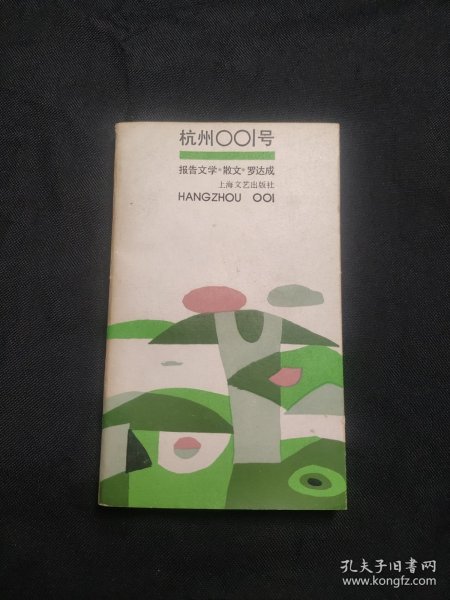 杭州001号
报告文学•散文•罗达成
上海文艺出版社
HANGZHOU 001
孔夫子旧书网
www.kongfz.com